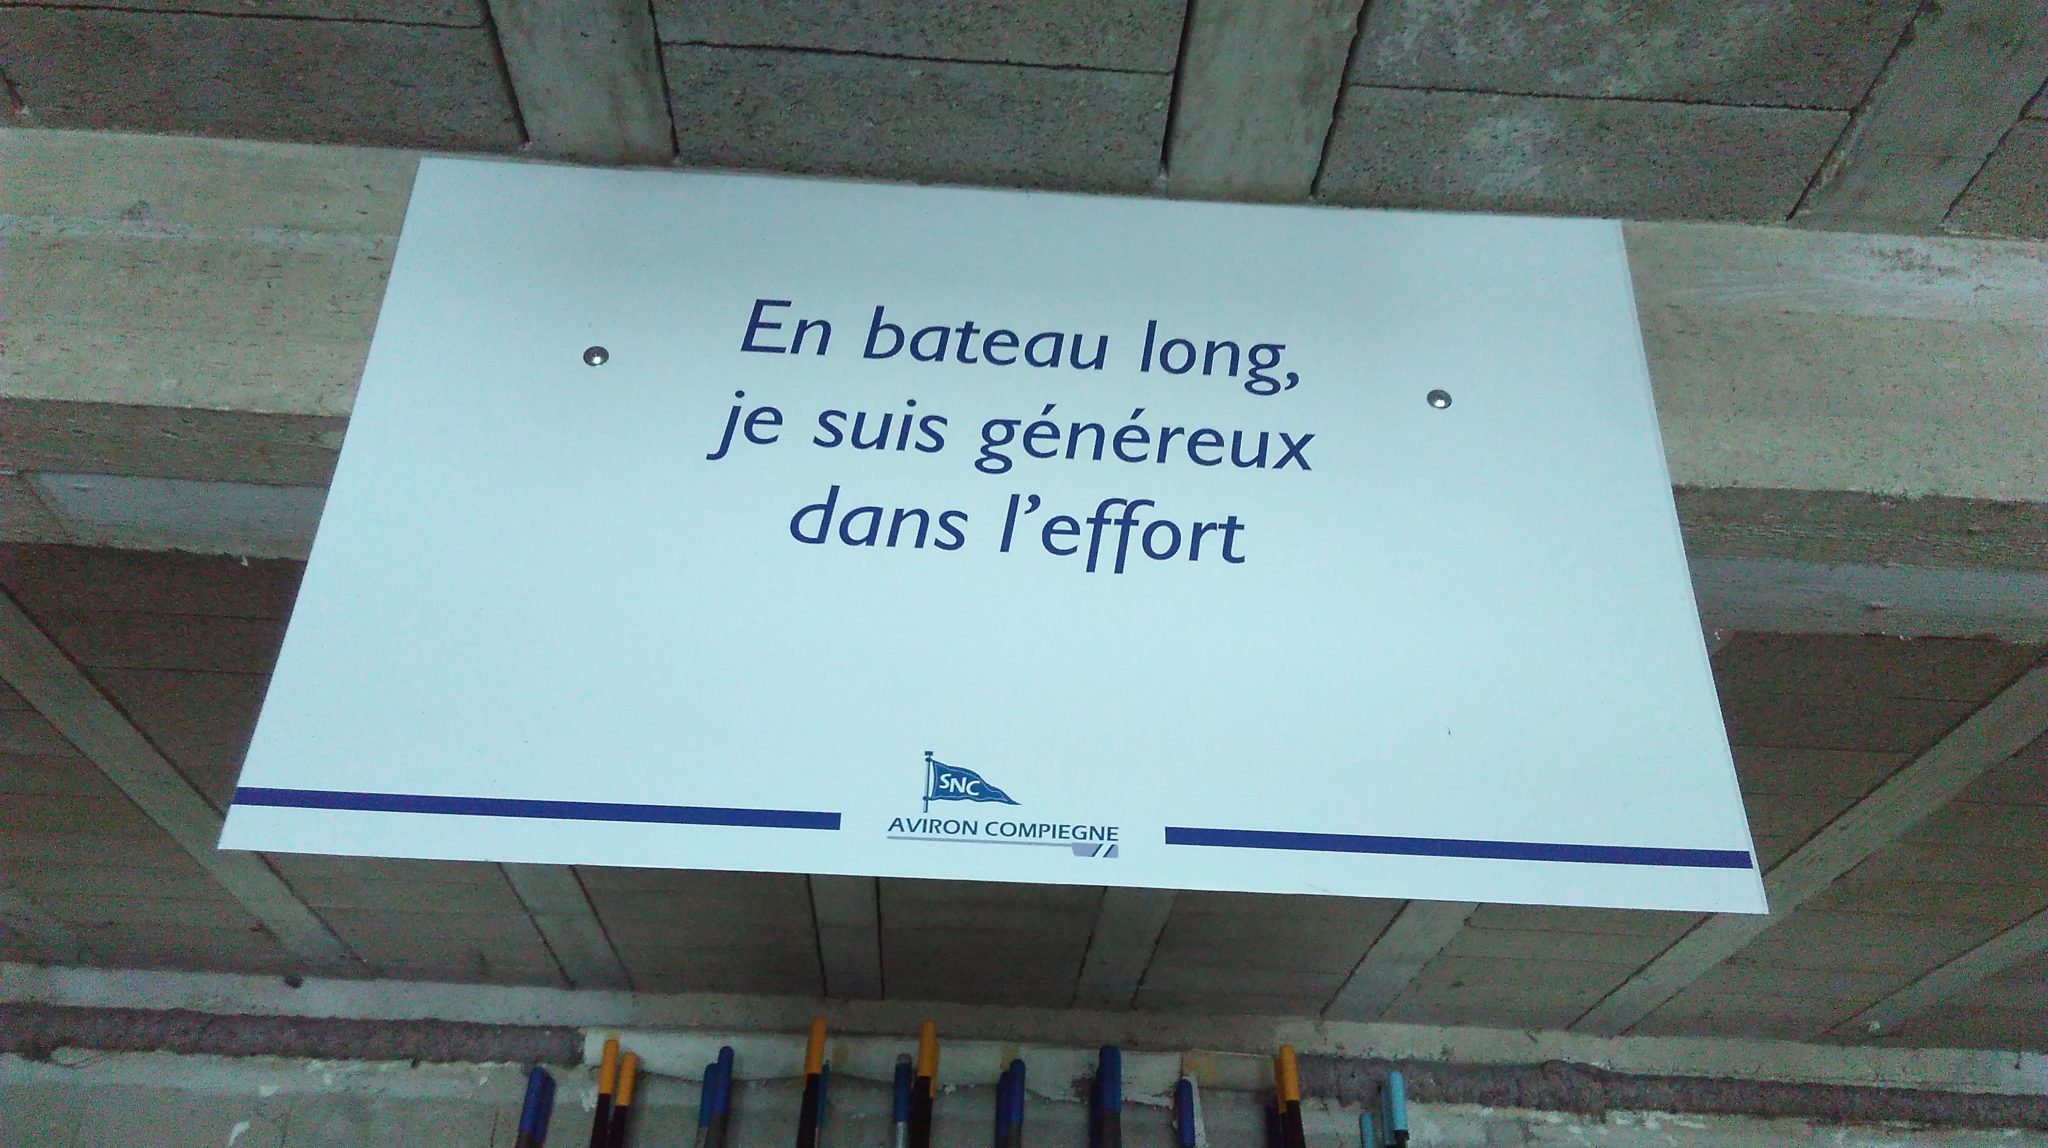 En bateau long,
je suis généreux
dans l'effort
SNC
AVIRON COMPIEGNE